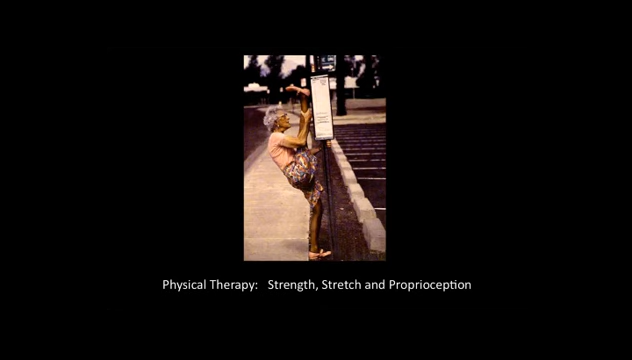 Physical Therapy:   Strength, Stretch and Proprioception